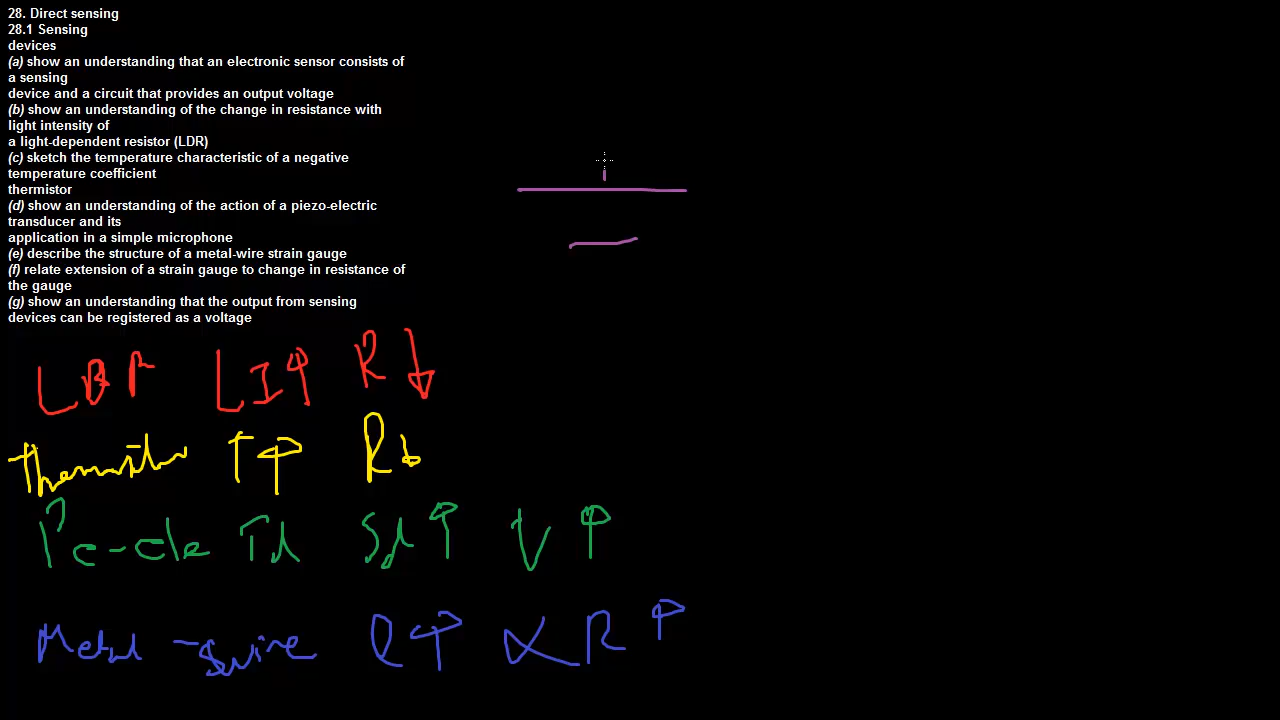 28. Direct sensing
28.1 Sensing
devices
(a) show an understanding that an electronic sensor consists of
a sensing
device and a circuit that provides an output voltage
(b) show an understanding of the change in resistance with
light intensity of
a light-dependent resistor (LDR)
(c) sketch the temperature characteristic of a negative
temperature coefficient
thermistor
(d) show an understanding of the action of a piezo-electric
transducer and its
application in a simple microphone
(e) describe the structure of a metal-wire strain gauge
(f) relate extension of a strain gauge to change in resistance of
the gauge
(g) show an understanding that the output from sensing
devices can be registered as a voltage
LDR LI↑ R↓
T↑ R↓
V↑
Metal-wire ∝ R↑